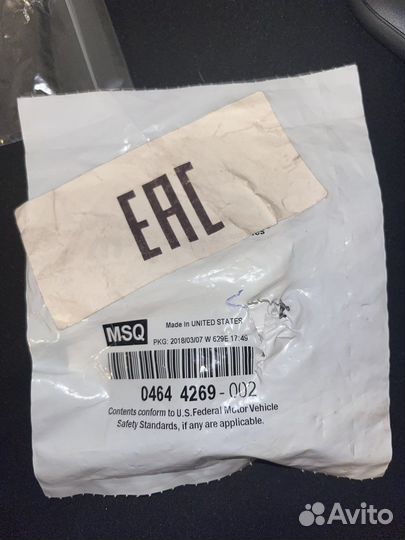 EAC
MSQ
Made in UNITED STATES
PKG: 2018/03/07 W 629E 17:49
0464 4269-002
Contents conform to U.S. Federal Motor Vehicle
Safety Standards, if any are applicable.
Avito